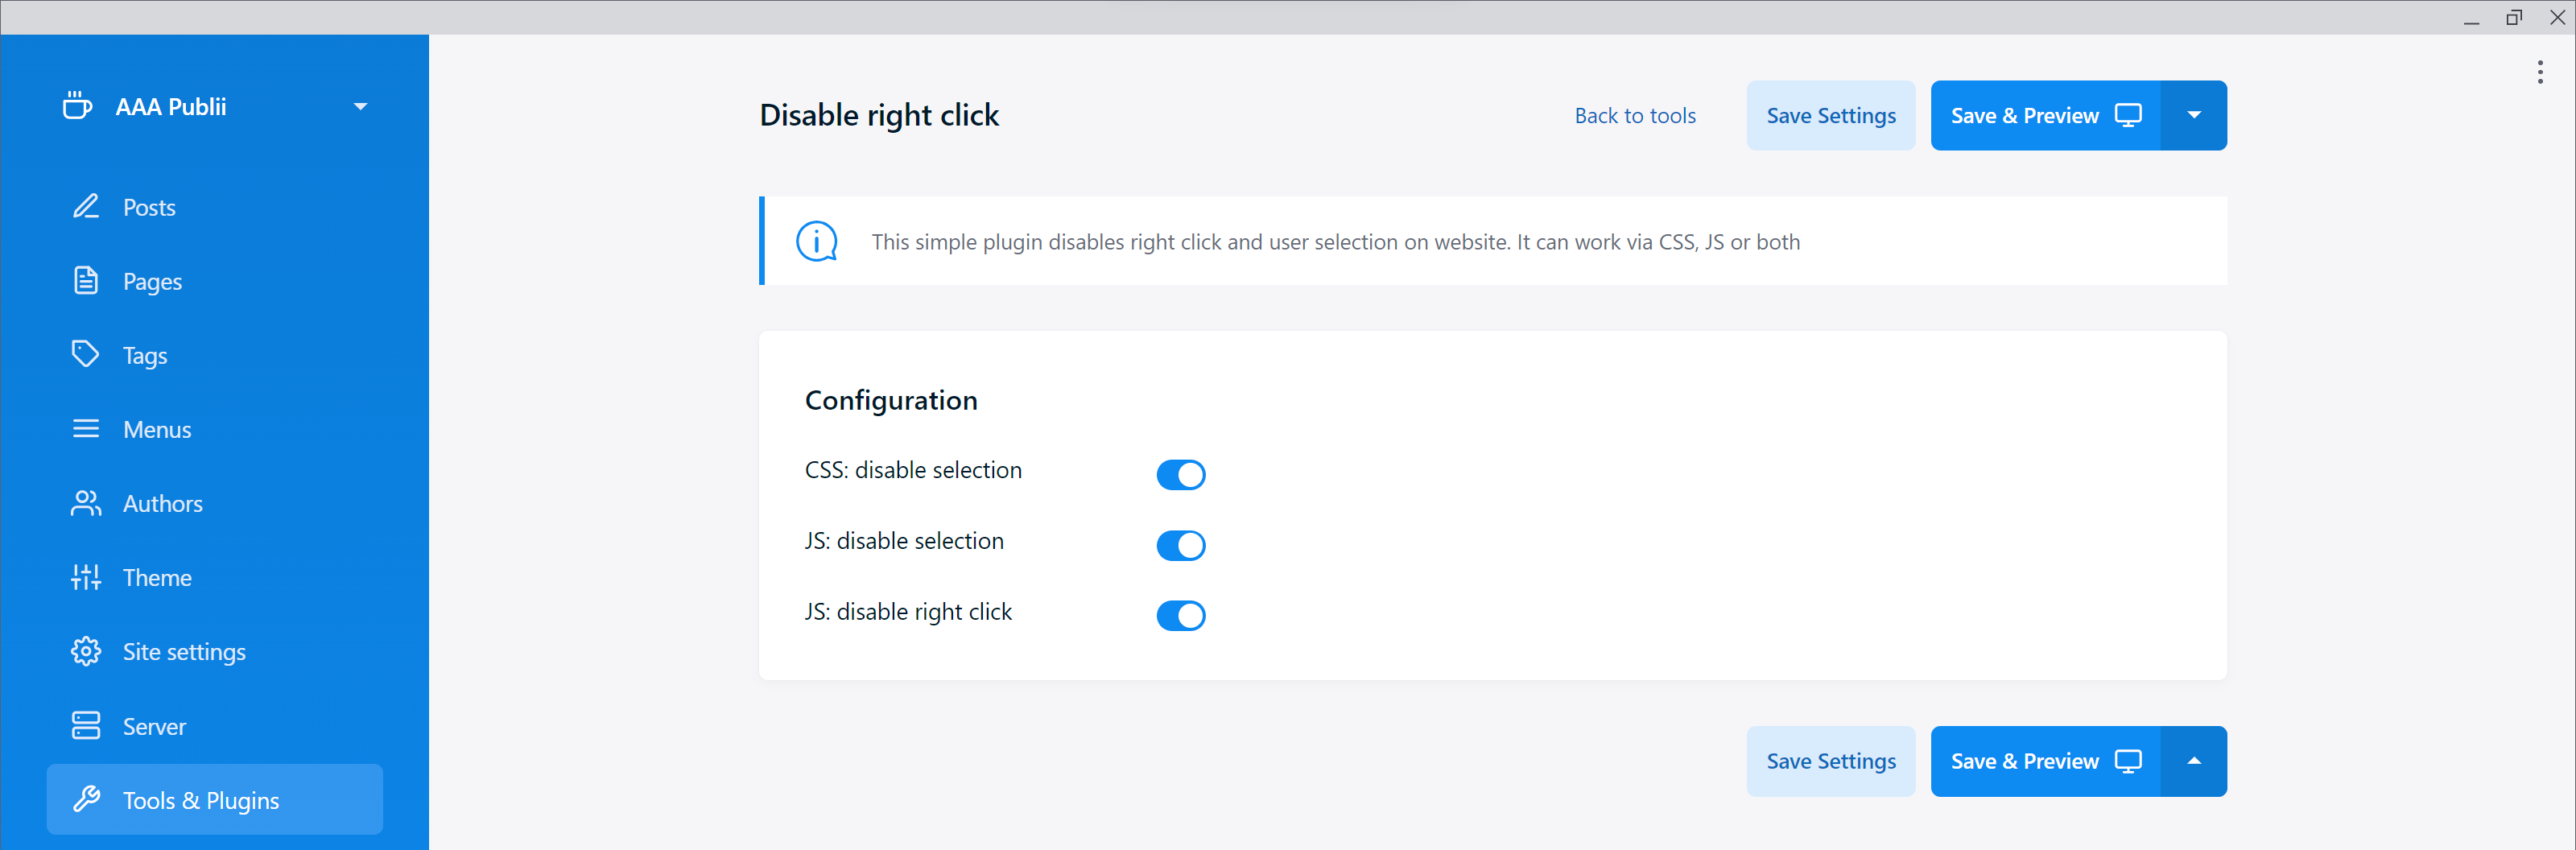 AAA Publii
Posts
Pages
Tags
Menus
Authors
Theme
Site settings
Server
Tools & Plugins
Disable right click
Back to tools
Save Settings
Save & Preview
This simple plugin disables right click and user selection on website. It can work via CSS, JS or both
Configuration
CSS: disable selection
JS: disable selection
JS: disable right click
Save Settings
Save & Preview